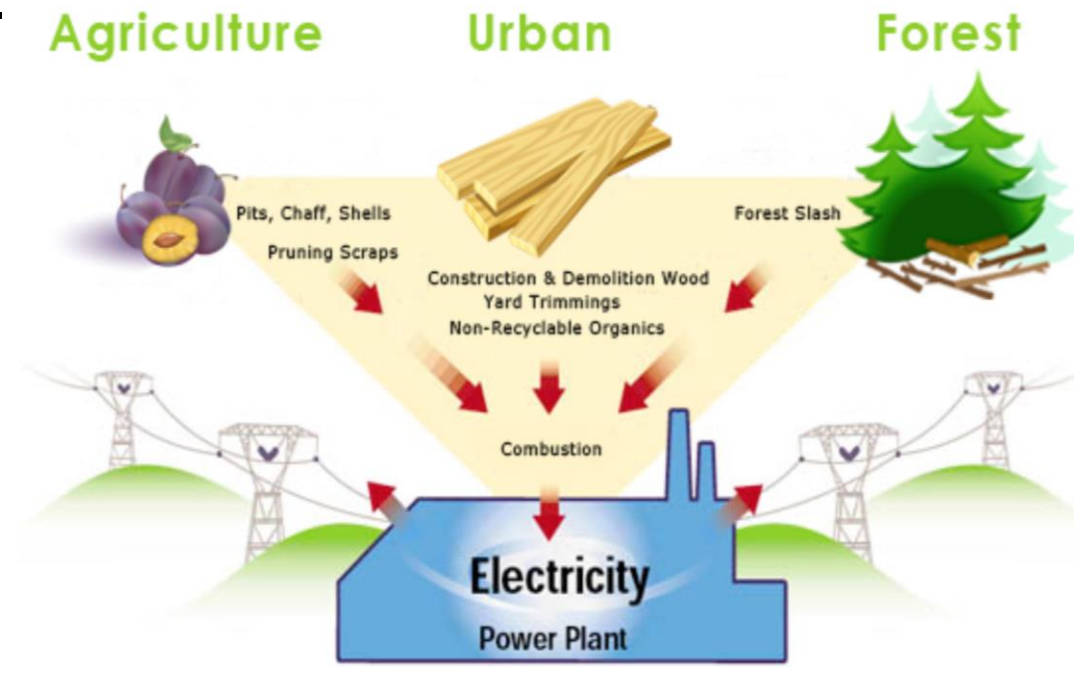 Agriculture
Urban
Forest
Pits, Chaff, Shells
Pruning Scraps
Forest Slash
Construction & Demolition Wood
Yard Trimmings
Non-Recyclable Organics
Combustion
Electricity
Power Plant